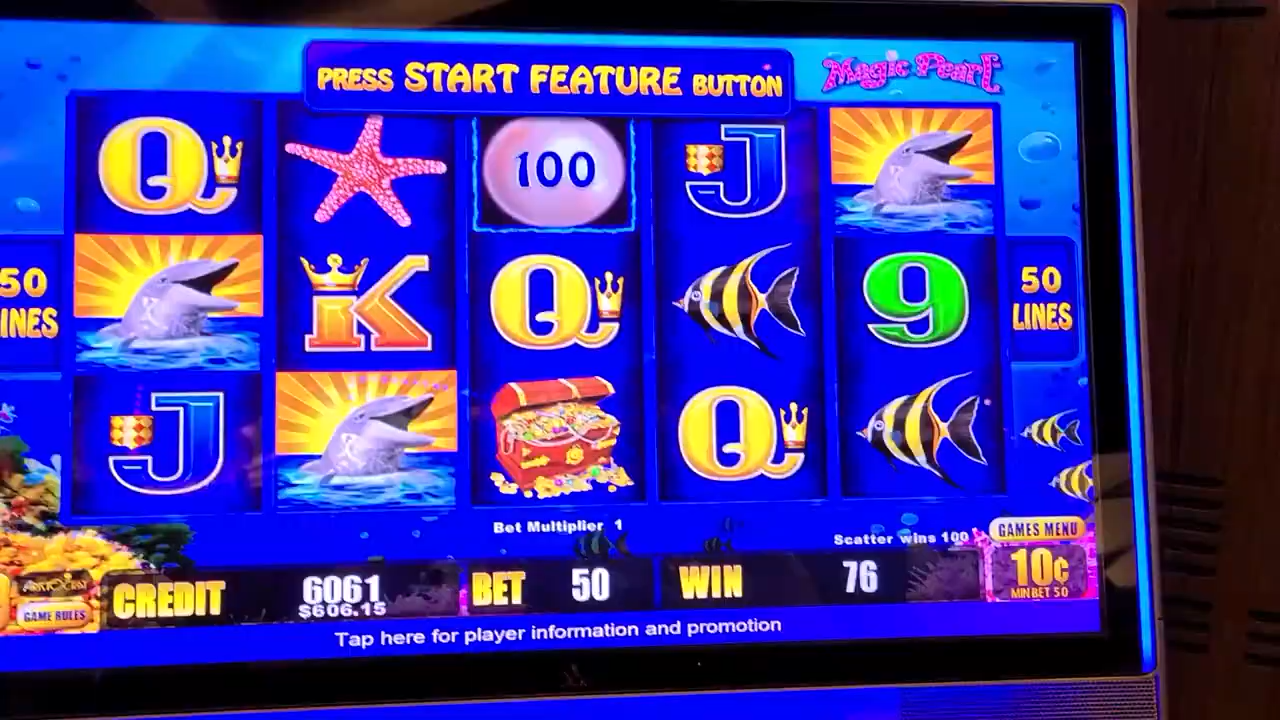 PRESS START FEATURE BUTTON
Magic Pearl
Q
100
J
50
INES
K
Q
9
50
LINES
J
Q
Bet Multiplier 1
Scatter wins 100
GAMES MENU
ARISTOCRAT
GAME RULES
CREDIT
6061
$606.15
BET 50
WIN 76
10¢
MIN BET 50
Tap here for player information and promotion